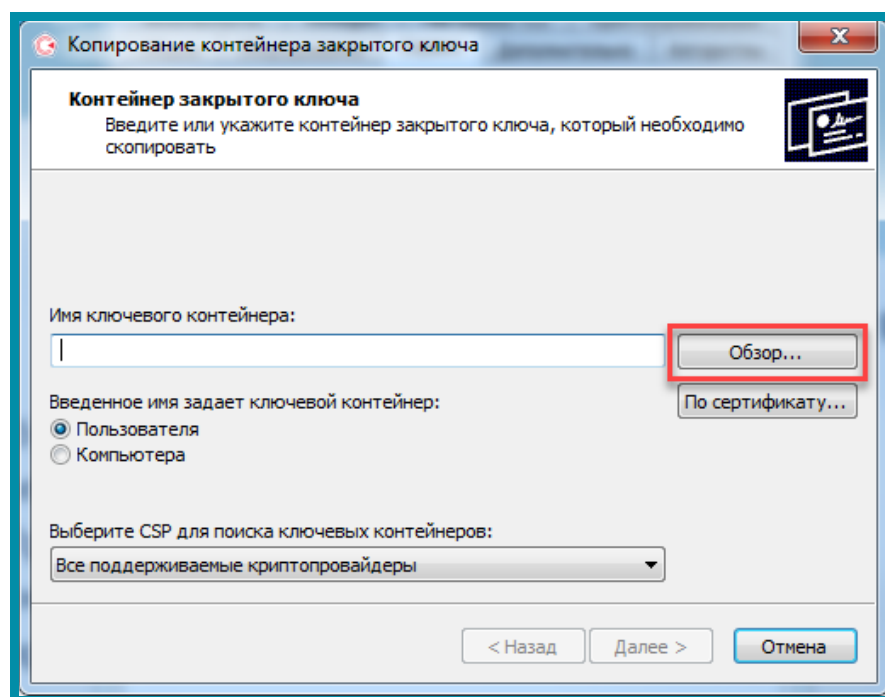 Копирование контейнера закрытого ключа
Контейнер закрытого ключа
Введите или укажите контейнер закрытого ключа, который необходимо
скопировать
Имя ключевого контейнера:
Обзор...
Введенное имя задает ключевой контейнер:
По сертификату...
Пользователя
Компьютера
Выберите CSP для поиска ключевых контейнеров:
Все поддерживаемые криптопровайдеры
< Назад
Далее >
Отмена